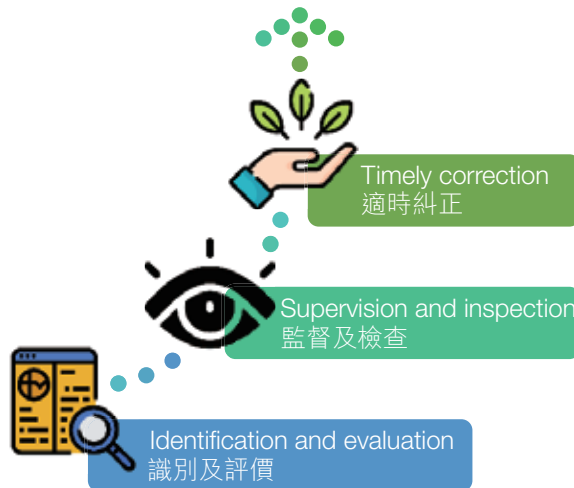 Timely correction
適時糾正
Supervision and inspection
監督及檢查
Identification and evaluation
識別及評價